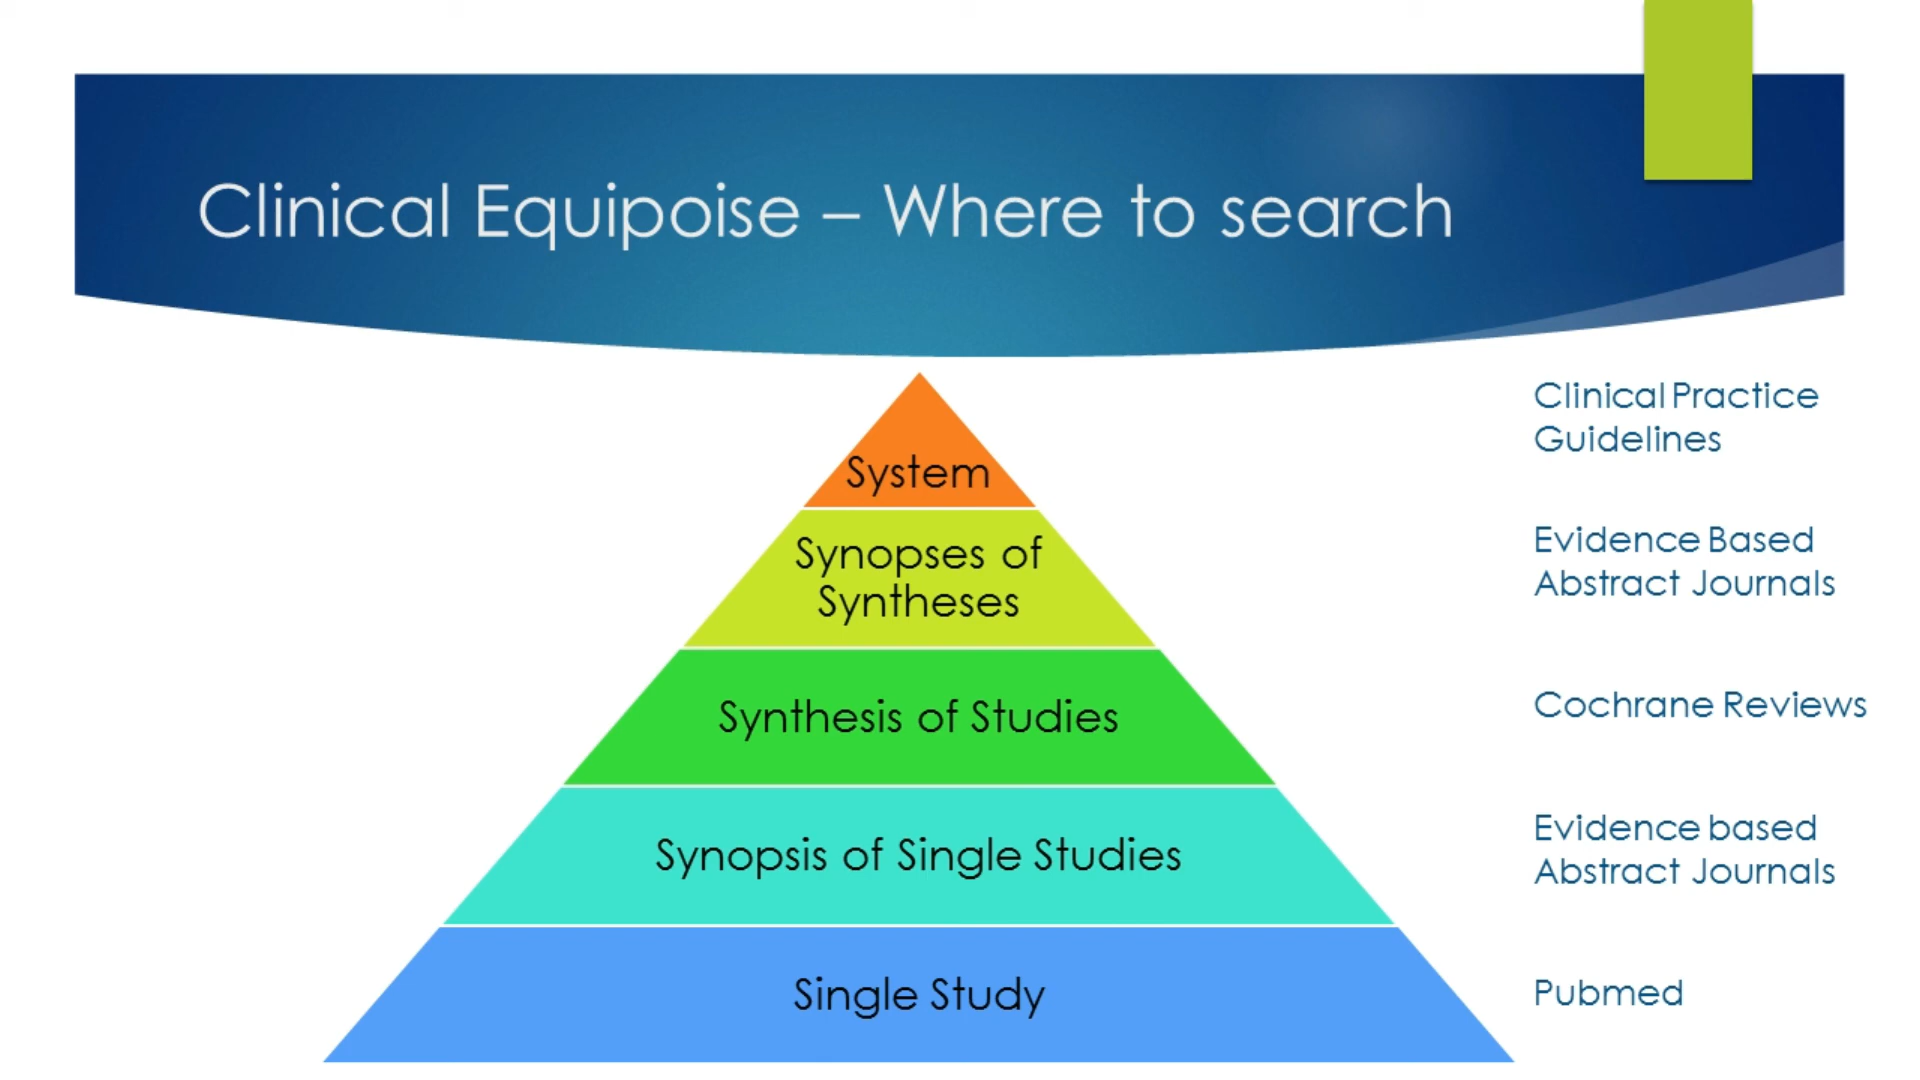 Clinical Equipoise – Where to search
System
Clinical Practice
Guidelines
Synopses of
Syntheses
Evidence Based
Abstract Journals
Synthesis of Studies
Cochrane Reviews
Synopsis of Single Studies
Evidence based
Abstract Journals
Single Study
Pubmed